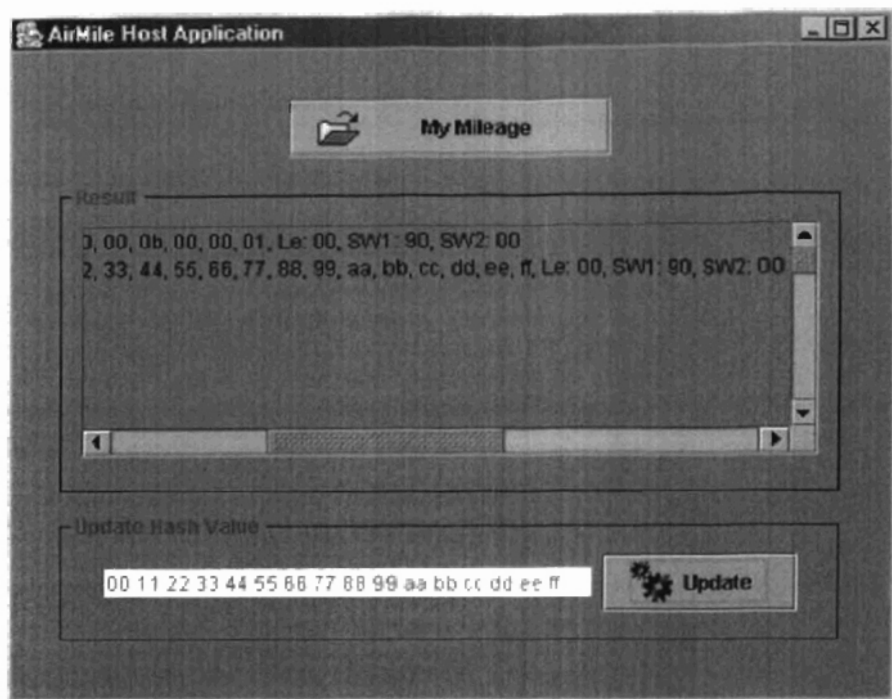 AirMile Host Application
My Mileage
Result
0, 00, 0b, 00, 00, 01, Le: 00, SW1: 90, SW2: 00
2, 33, 44, 55, 66, 77, 88, 99, aa, bb, cc, dd, ee, ff, Le: 00, SW1: 90, SW2: 00
Update Hash Value
00 11 22 33 44 55 66 77 88 99 aa bb cc dd ee ff
Update